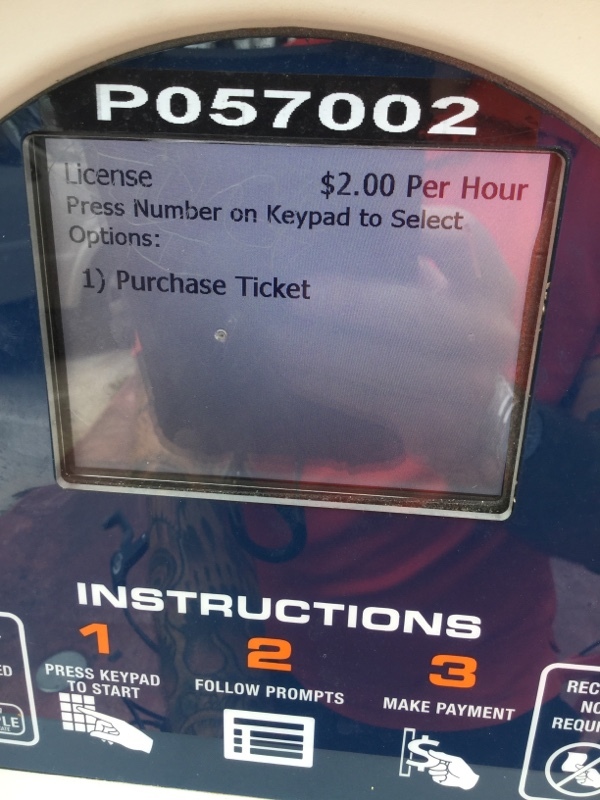 P057002
License $2.00 Per Hour
Press Number on Keypad to Select
Options:
1) Purchase Ticket
INSTRUCTIONS
1 2 3
PRESS KEYPAD
TO START
FOLLOW PROMPTS
MAKE PAYMENT